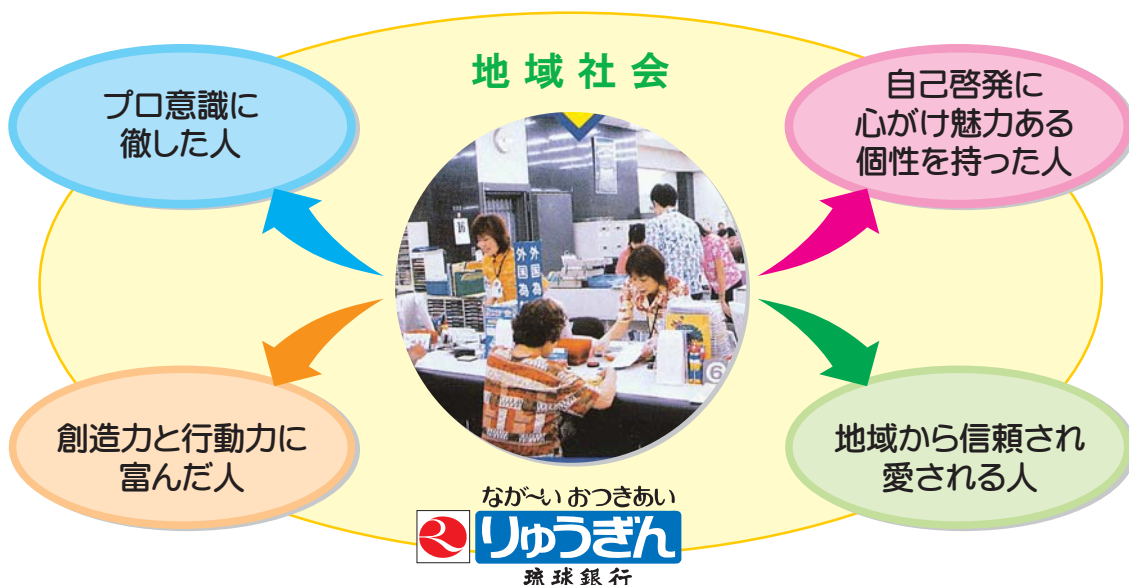 地域社会
プロ意識に
徹した人
自己啓発に
心がけ魅力ある
個性を持った人
16
外国為
外国為
6
創造力と行動力に
富んだ人
地域から信頼され
愛される人
なが〜い おつきあい
R
りゅうぎん
琉球銀行